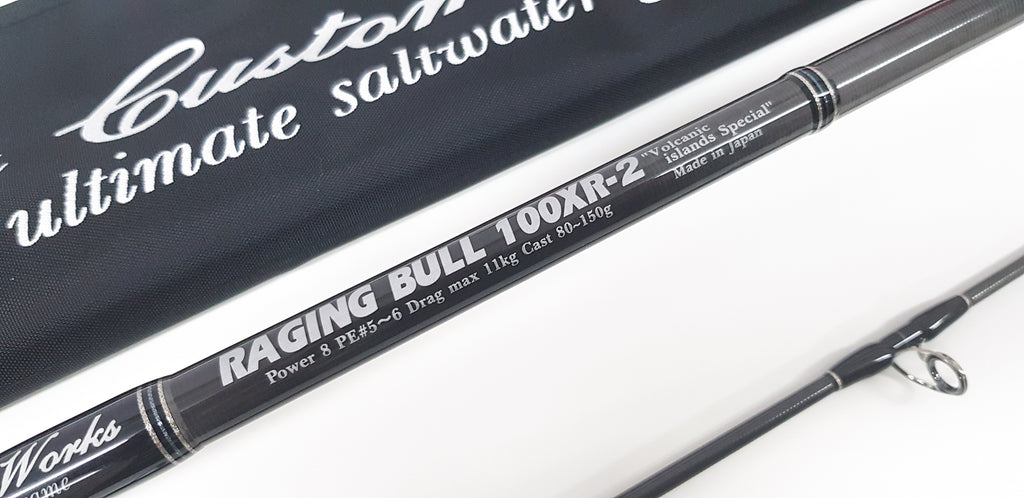 Custom
ultimate saltwater
RAGING BULL 100XR-2
Power 8 PE#5~6 Drag max 11kg Cast 80~150g
"Volcanic
islands Special"
Made in Japan
Works